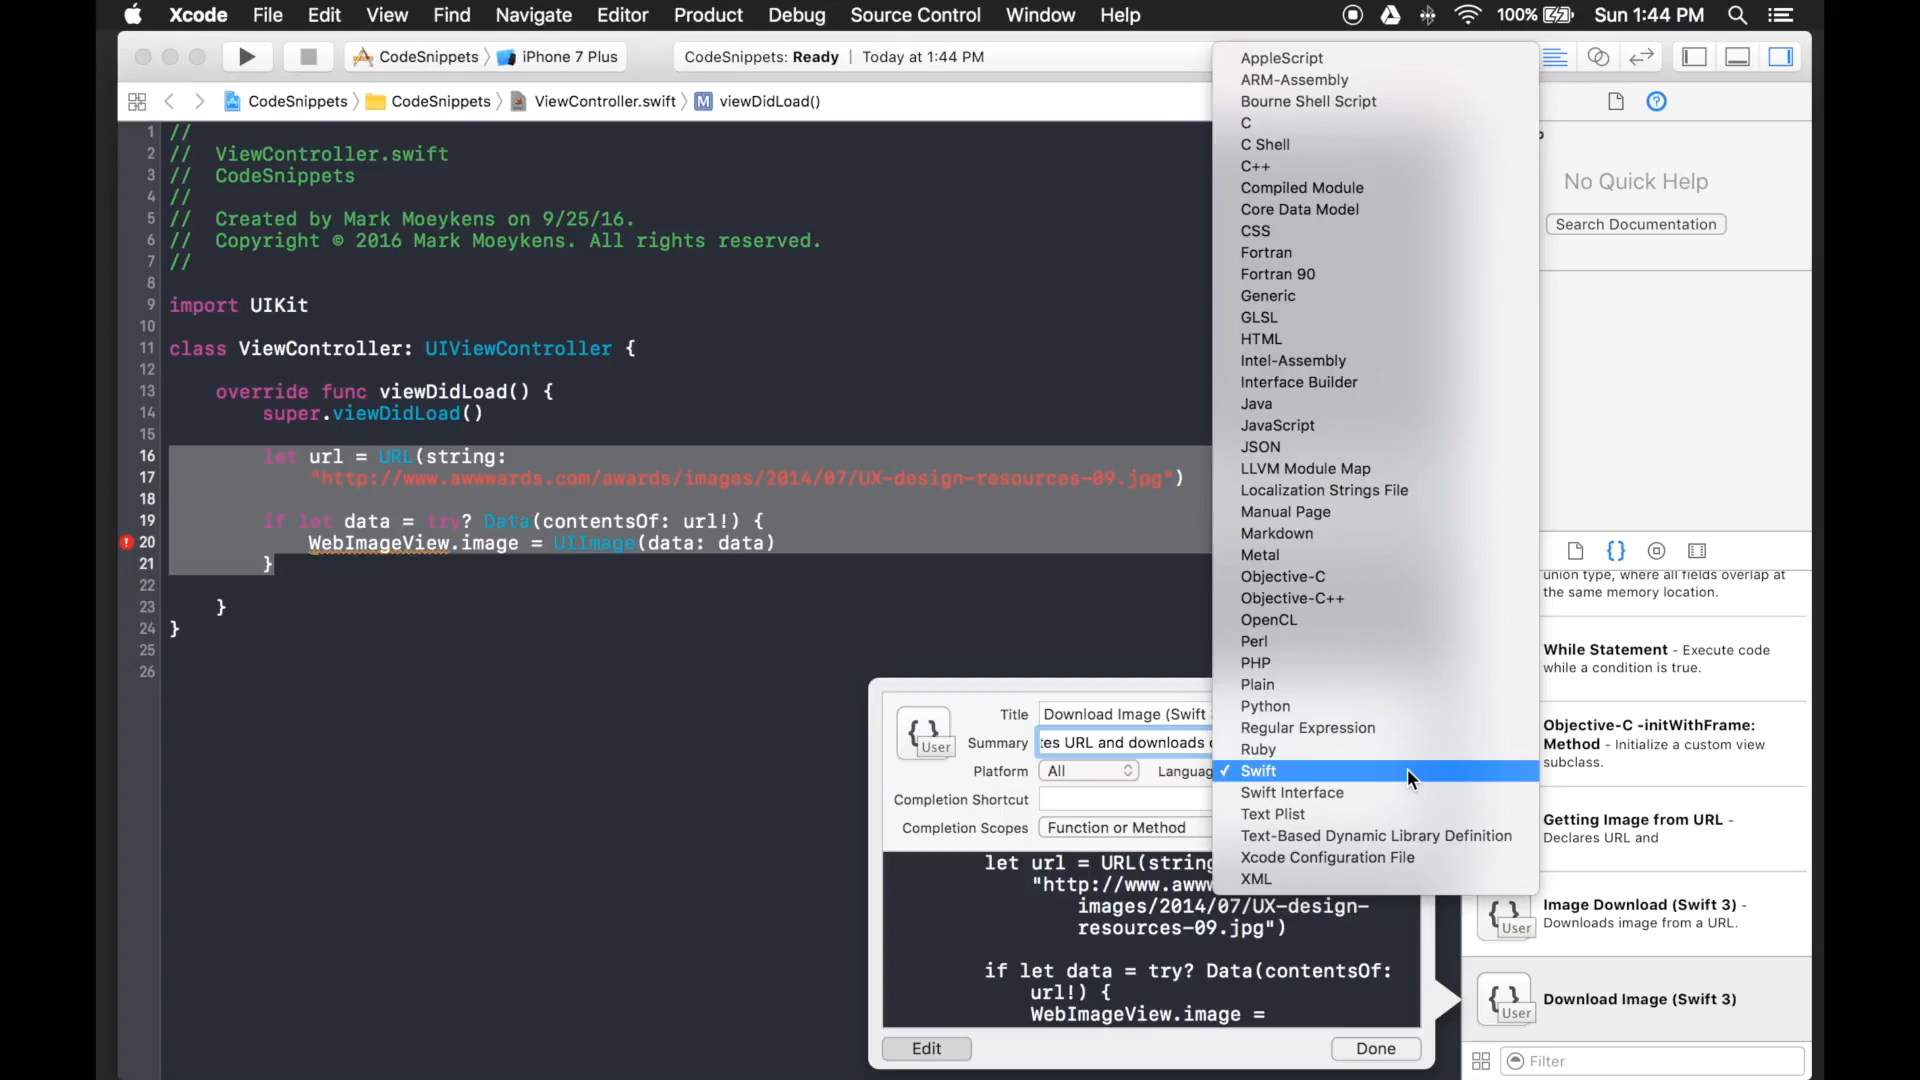 Xcode File Edit View Find Navigate Editor Product Debug Source Control Window Help 100% Sun 1:44 PM
CodeSnippets iPhone 7 Plus CodeSnippets: Ready | Today at 1:44 PM
CodeSnippets CodeSnippets ViewController.swift M viewDidLoad()
1 //
2 // ViewController.swift
3 // CodeSnippets
4 //
5 // Created by Mark Moeykens on 9/25/16.
6 // Copyright © 2016 Mark Moeykens. All rights reserved.
7 //
8
9 import UIKit
10
11 class ViewController: UIViewController {
12
13 override func viewDidLoad() {
14 super.viewDidLoad()
15
16 let url = URL(string:
17 "http://www.awwwards.com/awards/images/2014/07/UX-design-resources-09.jpg")
18
19 if let data = try? Data(contentsOf: url!) {
20 WebImageView.image = UIImage(data: data)
21 }
22
23 }
24 }
25
26
AppleScript
ARM-Assembly
Bourne Shell Script
C
C Shell
C++
Compiled Module
Core Data Model
CSS
Fortran
Fortran 90
Generic
GLSL
HTML
Intel-Assembly
Interface Builder
Java
JavaScript
JSON
LLVM Module Map
Localization Strings File
Manual Page
Markdown
Metal
Objective-C
Objective-C++
OpenCL
Perl
PHP
Plain
Python
Regular Expression
Ruby
✓ Swift
Swift Interface
Text Plist
Text-Based Dynamic Library Definition
Xcode Configuration File
XML
{ } User
Title Download Image (Swift
Summary tes URL and downloads
Platform All Languag
Completion Shortcut
Completion Scopes Function or Method
let url = URL(string
"http://www.aww
images/2014/07/UX-design-
resources-09.jpg")
if let data = try? Data(contentsOf:
url!) {
WebImageView.image =
Edit Done
No Quick Help
Search Documentation
union type, where all fields overlap at
the same memory location.
While Statement - Execute code
while a condition is true.
Objective-C -initWithFrame:
Method - Initialize a custom view
subclass.
Getting Image from URL -
Declares URL and
{ } User
Image Download (Swift 3) -
Downloads image from a URL.
{ } User
Download Image (Swift 3)
Filter